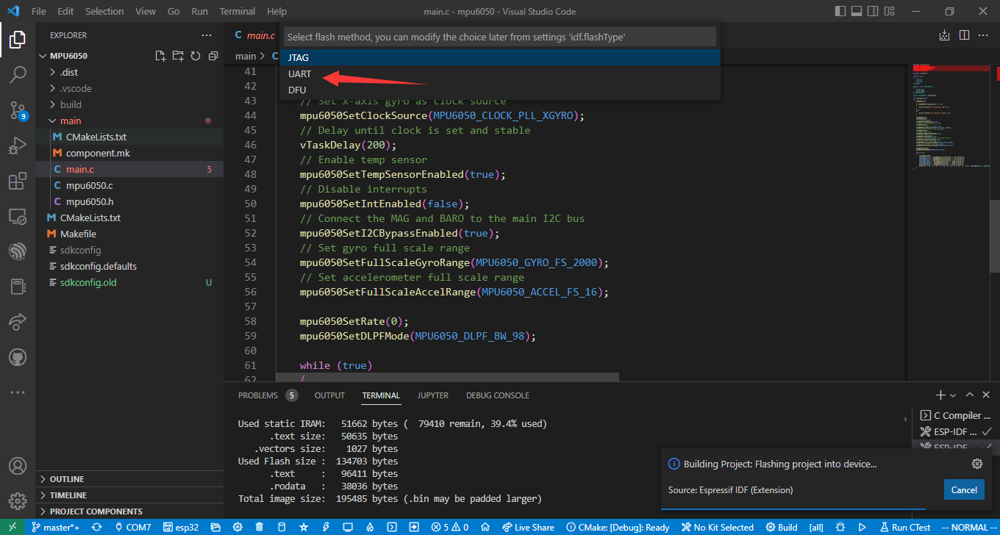 File Edit Selection View Go Run Terminal Help
main.c - mpu6050 - Visual Studio Code
EXPLORER
MPU6050
.dist
.vscode
build
main
CMakeLists.txt
component.mk
main.c 5
mpu6050.c
mpu6050.h
CMakeLists.txt
Makefile
sdkconfig
sdkconfig.defaults
sdkconfig.old U
OUTLINE
TIMELINE
PROJECT COMPONENTS
main.c
main
Select flash method, you can modify the choice later from settings 'idf.flashType'
JTAG
UART
DFU
41
42
43 // Set x-axis gyro as clock source
44 mpu6050SetClockSource(MPU6050_CLOCK_PLL_XGYRO);
45 // Delay until clock is set and stable
46 vTaskDelay(200);
47 // Enable temp sensor
48 mpu6050SetTempSensorEnabled(true);
49 // Disable interrupts
50 mpu6050SetIntEnabled(false);
51 // Connect the MAG and BARO to the main I2C bus
52 mpu6050SetI2CBypassEnabled(true);
53 // Set gyro full scale range
54 mpu6050SetFullScaleGyroRange(MPU6050_GYRO_FS_2000);
55 // Set accelerometer full scale range
56 mpu6050SetFullScaleAccelRange(MPU6050_ACCEL_FS_16);
57
58 mpu6050SetRate(0);
59 mpu6050SetDLPFMode(MPU6050_DLPF_BW_98);
60
61 while (true)
62 {
PROBLEMS 5 OUTPUT TERMINAL JUPYTER DEBUG CONSOLE
Used static IRAM: 51662 bytes ( 79410 remain, 39.4% used)
.text size: 50635 bytes
.vectors size: 1027 bytes
Used Flash size : 134703 bytes
.text : 96411 bytes
.rodata : 38036 bytes
Total image size: 195485 bytes (.bin may be padded larger)
C Compiler ...
ESP-IDF ...
ESP-IDF
Building Project: Flashing project into device...
Source: Espressif IDF (Extension)
Cancel
9
master*+ COM7 esp32 5 0 Live Share CMake: [Debug]: Ready No Kit Selected Build [all] Run CTest -- NORMAL --